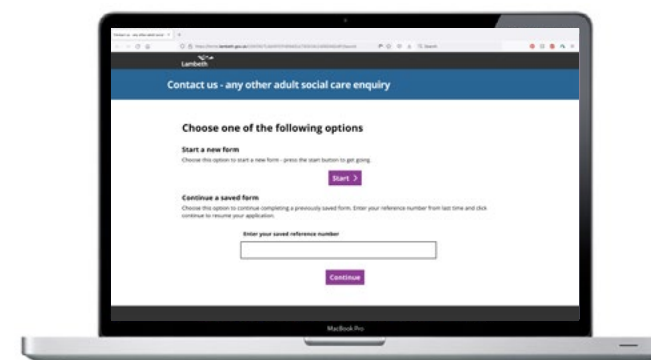 Lambeth
Contact us - any other adult social care enquiry
Choose one of the following options
Start a new form
Choose this option to start a new form - press the start button to get going.
Start >
Continue a saved form
Choose this option to continue completing a previously saved form. Enter your reference number from last time and click
continue to resume your application.
Enter your saved reference number
Continue
MacBook Pro